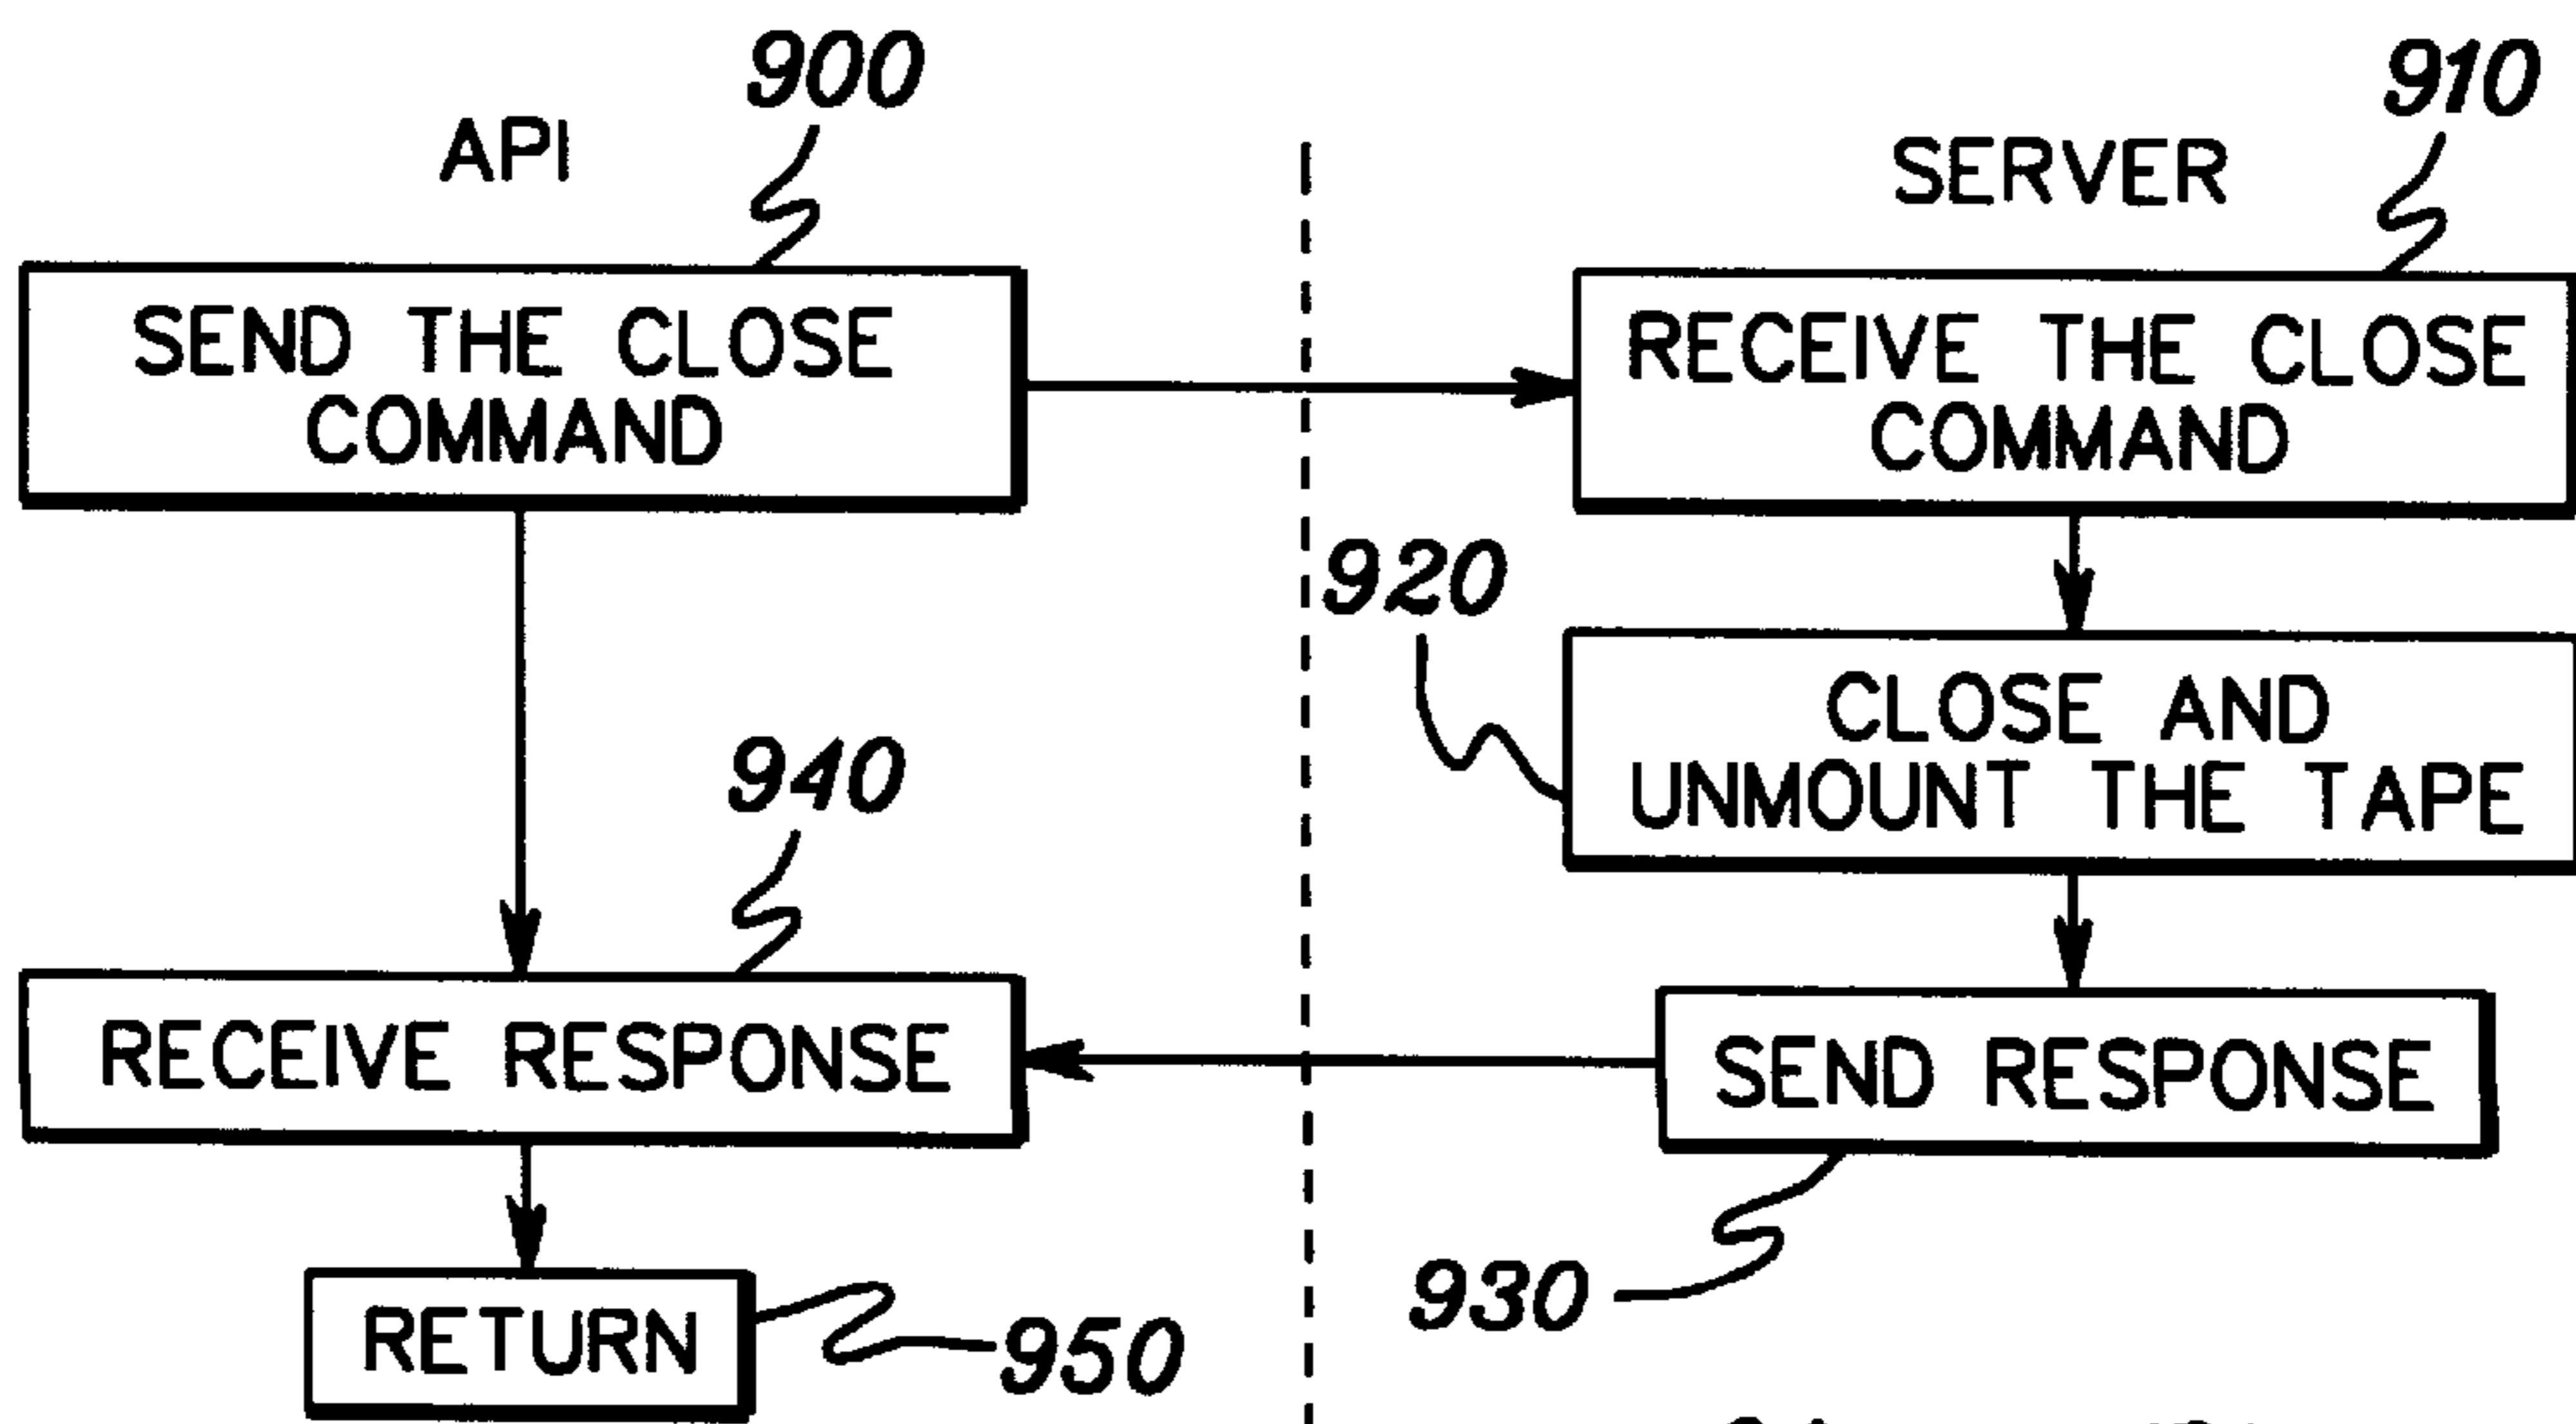 API
900
SEND THE CLOSE
COMMAND
SERVER
910
RECEIVE THE CLOSE
COMMAND
920
CLOSE AND
UNMOUNT THE TAPE
940
RECEIVE RESPONSE
SEND RESPONSE
930
RETURN
950